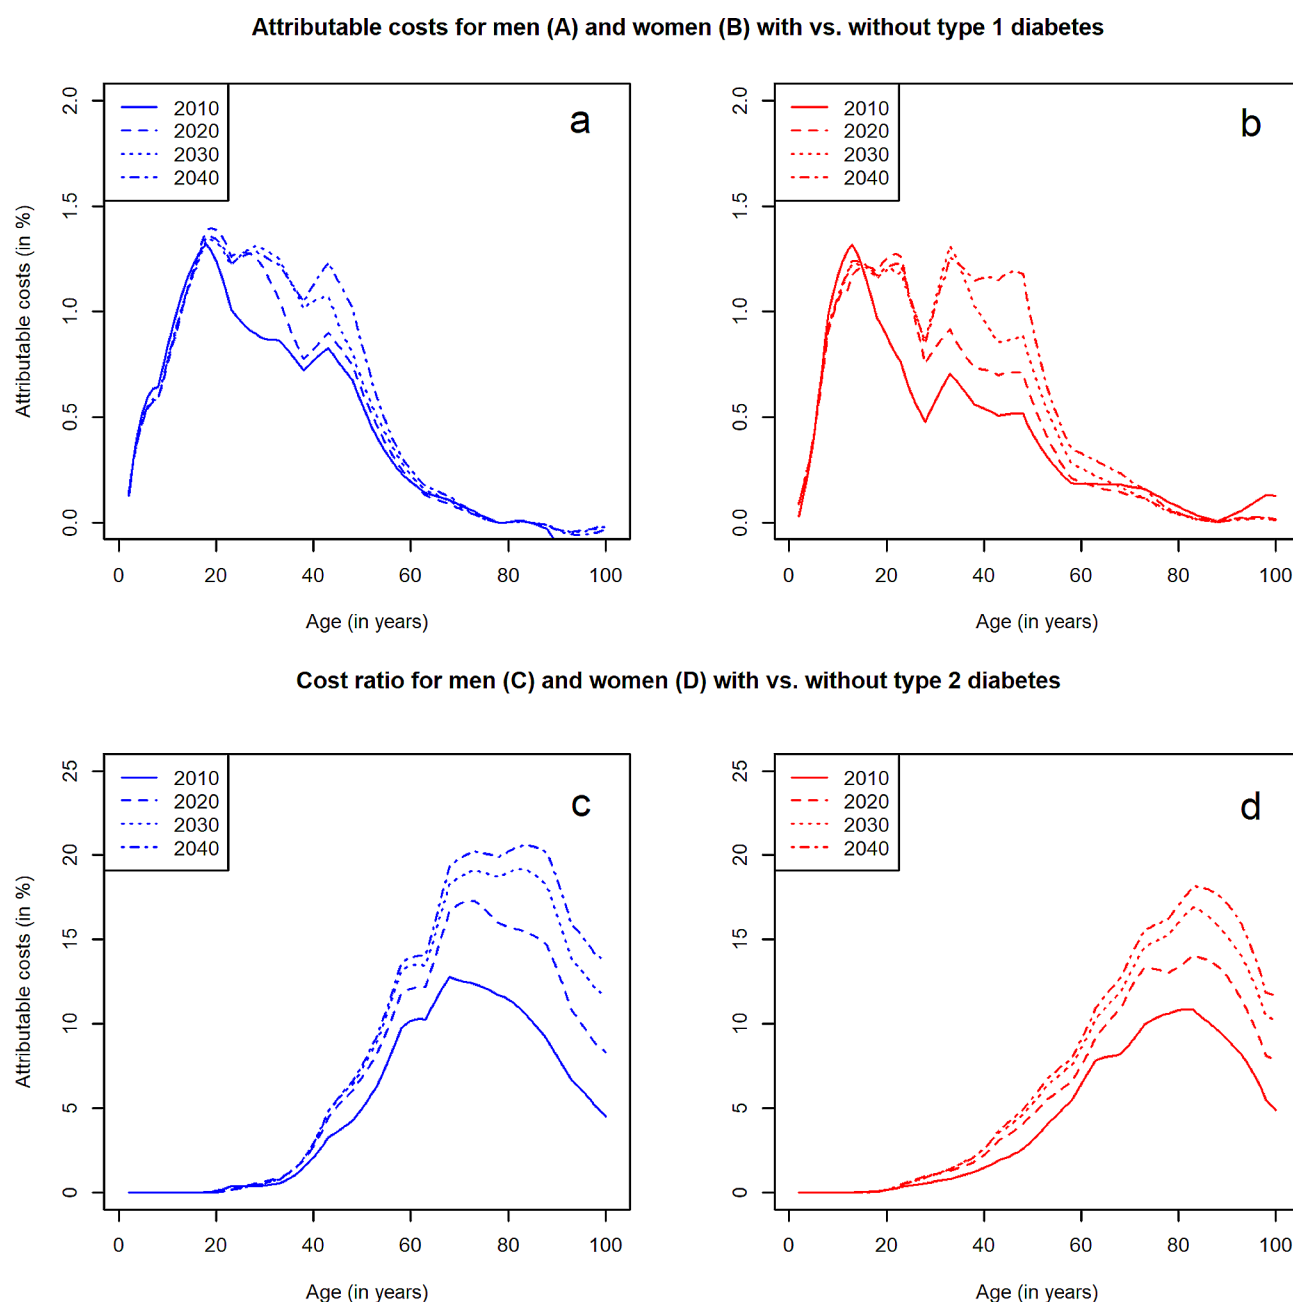 Attributable costs for men (A) and women (B) with vs. without type 1 diabetes
2010
2020
2030
2040
a
Attributable costs (in %)
0.0
0.5
1.0
1.5
2.0
0 20 40 60 80 100
Age (in years)
2010
2020
2030
2040
b
0.0
0.5
1.0
1.5
2.0
0 20 40 60 80 100
Age (in years)
Cost ratio for men (C) and women (D) with vs. without type 2 diabetes
2010
2020
2030
2040
c
Attributable costs (in %)
0
5
10
15
20
25
0 20 40 60 80 100
Age (in years)
2010
2020
2030
2040
d
0
5
10
15
20
25
0 20 40 60 80 100
Age (in years)